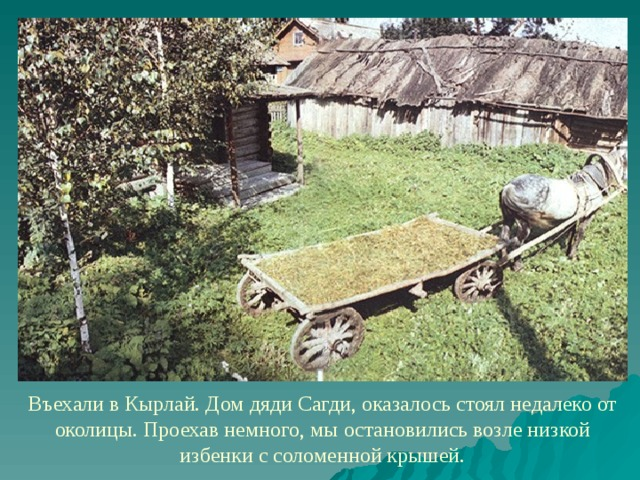 Въехали в Кырлай. Дом дяди Сагди, оказалось стоял недалеко от
околицы. Проехав немного, мы остановились возле низкой
избенки с соломенной крышей.